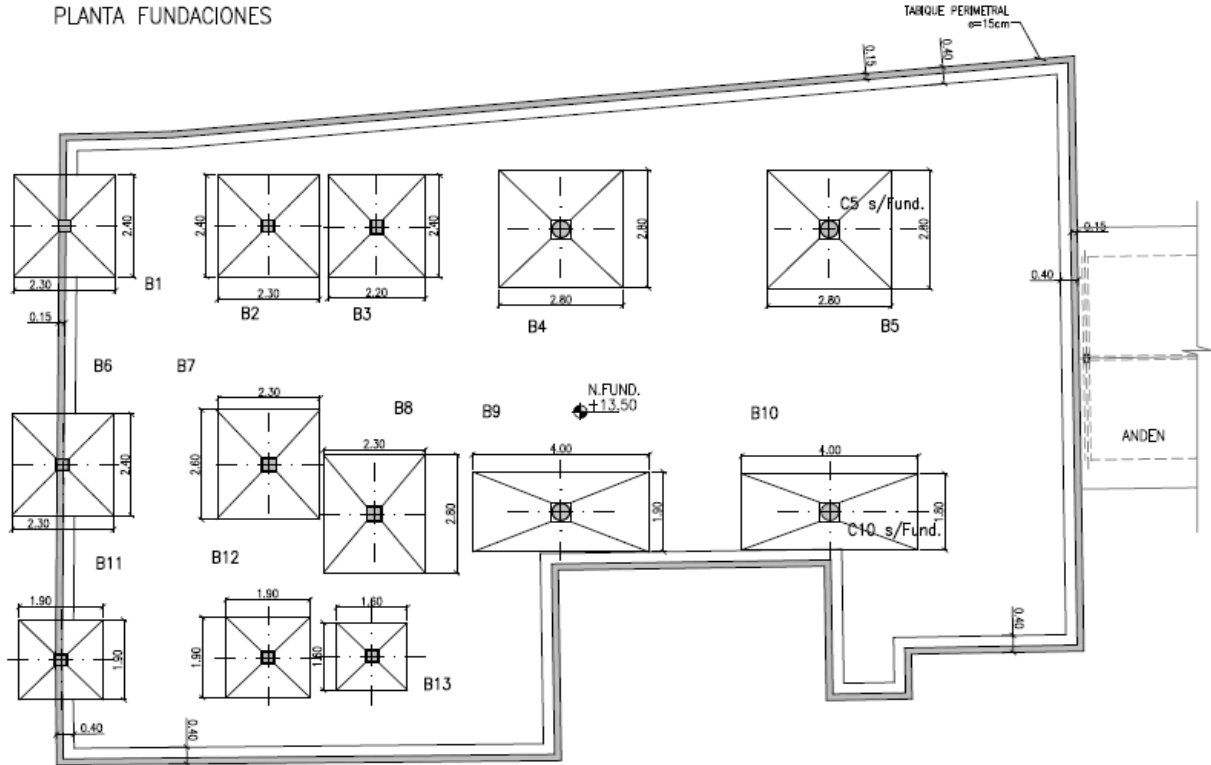 PLANTA FUNDACIONES
TABIQUE PERIMETRAL
e=15cm
0.15
0.40
2.40
2.30
B1
2.40
2.30
B2
2.40
2.20
B3
2.80
2.80
B4
C5 s/Fund.
2.80
2.80
B5
0.15
0.40
0.15
B6
B7
B8
B9
N.FUND.
+13.50
B10
ANDEN
2.40
2.30
2.30
2.60
2.30
2.80
4.00
1.90
4.00
1.80
C10 s/Fund.
B11
B12
1.90
1.90
1.90
1.90
1.60
1.60
B13
0.40
0.40
0.40